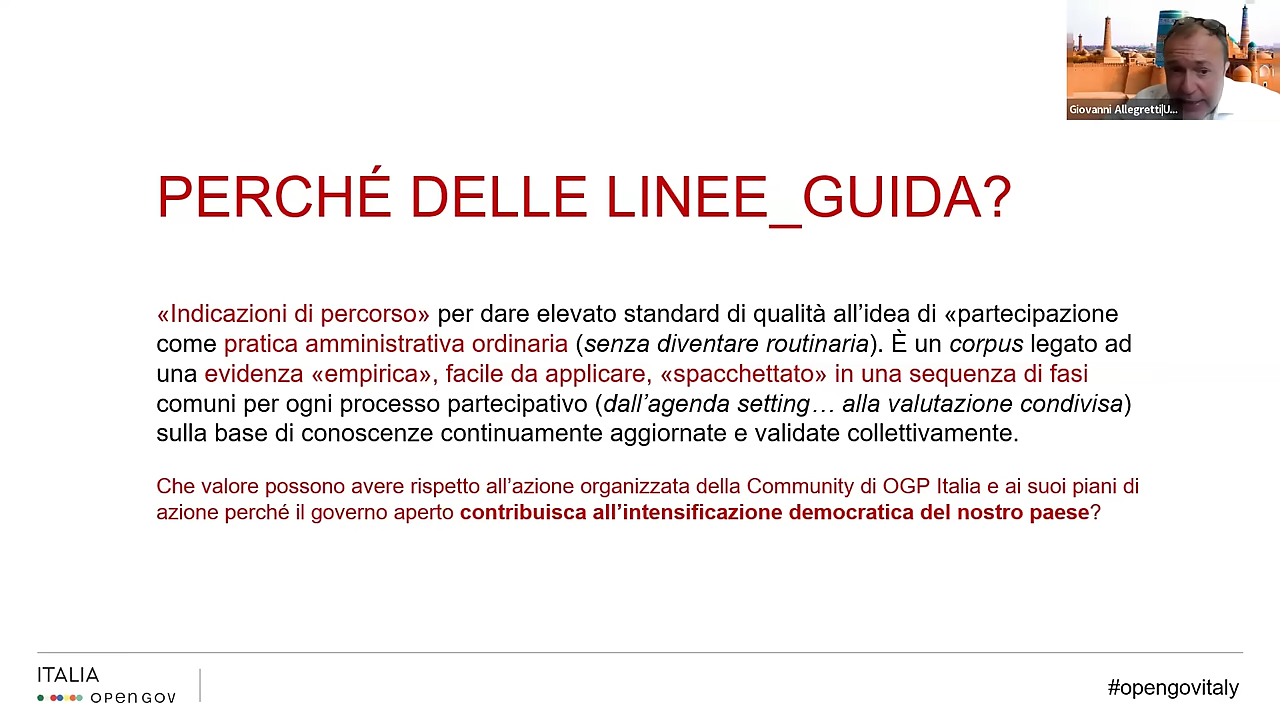 Giovanni Allegretti|U...
PERCHÉ DELLE LINEE_GUIDA?
«Indicazioni di percorso» per dare elevato standard di qualità all’idea di «partecipazione
come pratica amministrativa ordinaria (senza diventare routinaria). È un corpus legato ad
una evidenza «empirica», facile da applicare, «spacchettato» in una sequenza di fasi
comuni per ogni processo partecipativo (dall’agenda setting… alla valutazione condivisa)
sulla base di conoscenze continuamente aggiornate e validate collettivamente.
Che valore possono avere rispetto all’azione organizzata della Community di OGP Italia e ai suoi piani di
azione perché il governo aperto contribuisca all’intensificazione democratica del nostro paese?
ITALIA
OPEN GOV
#opengovitaly